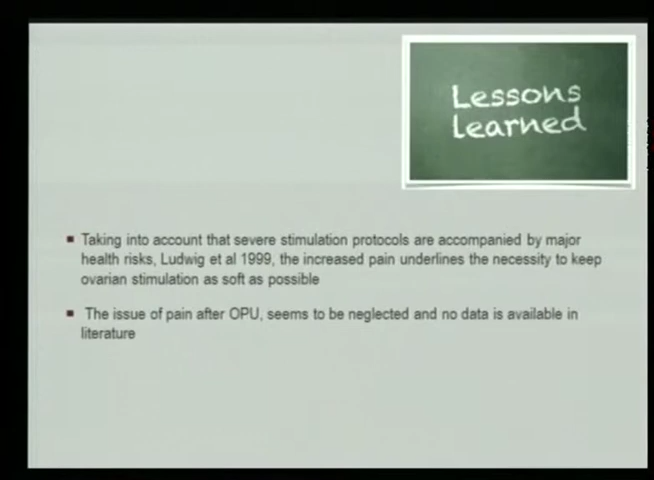 Lessons
learned
Taking into account that severe stimulation protocols are accompanied by major
health risks, Ludwig et al 1999, the increased pain underlines the necessity to keep
ovarian stimulation as soft as possible
The issue of pain after OPU, seems to be neglected and no data is available in
literature